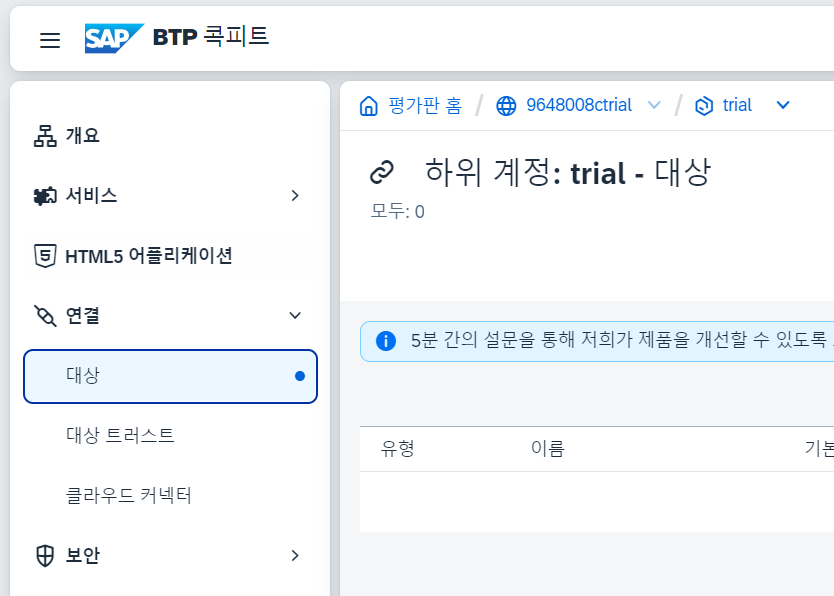 SAP BTP 콕피트
개요
서비스
HTML5 어플리케이션
연결
대상
대상 트러스트
클라우드 커넥터
보안
평가판 홈 / 9648008ctrial / trial
하위 계정: trial - 대상
모두: 0
5분 간의 설문을 통해 저희가 제품을 개선할 수 있도록
유형 이름 기본